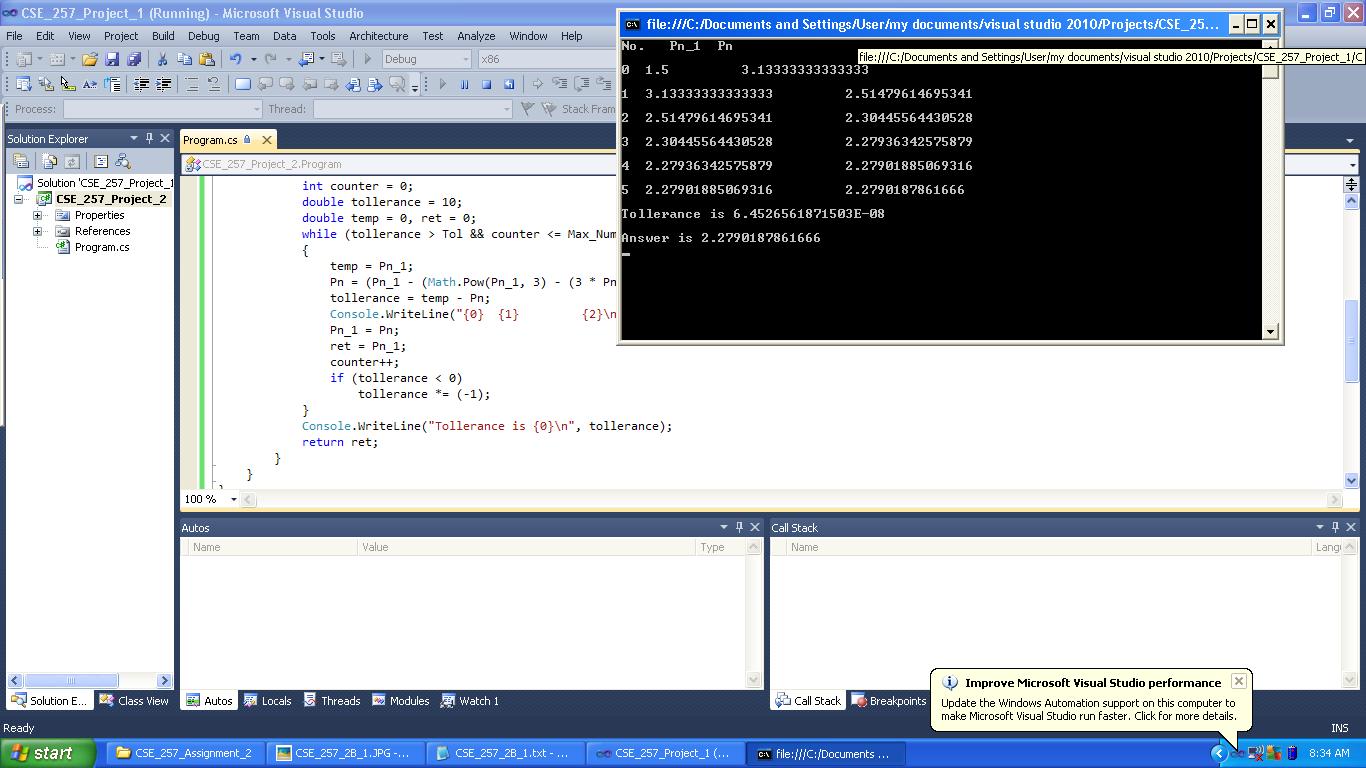 CSE_257_Project_1 (Running) - Microsoft Visual Studio
File Edit View Project Build Debug Team Data Tools Architecture Test Analyze Window Help
Debug x86
Process: Thread: Stack Fram
Solution Explorer
Solution 'CSE_257_Project_1
CSE_257_Project_2
Properties
References
Program.cs
Program.cs
CSE_257_Project_2.Program
int counter = 0;
double tollerance = 10;
double temp = 0, ret = 0;
while (tollerance > Tol && counter <= Max_Num
{
temp = Pn_1;
Pn = (Pn_1 - (Math.Pow(Pn_1, 3) - (3 * Pn
tollerance = temp - Pn;
Console.WriteLine("{0} {1} {2}\n
Pn_1 = Pn;
ret = Pn_1;
counter++;
if (tollerance < 0)
tollerance *= (-1);
}
Console.WriteLine("Tollerance is {0}\n", tollerance);
return ret;
}
}
100 %
file:///C:/Documents and Settings/User/my documents/visual studio 2010/Projects/CSE_25...
file:///C:/Documents and Settings/User/my documents/visual studio 2010/Projects/CSE_257_Project_1/C
No. Pn_1 Pn
0 1.5 3.13333333333333
1 3.13333333333333 2.51479614695341
2 2.51479614695341 2.30445564430528
3 2.30445564430528 2.27936342575879
4 2.27936342575879 2.27901885069316
5 2.27901885069316 2.2790187861666
Tollerance is 6.4526561871503E-08
Answer is 2.2790187861666
Autos
Name Value Type
Call Stack
Name Langu
Solution E... Class View
Autos Locals Threads Modules Watch 1
Call Stack Breakpoints
Improve Microsoft Visual Studio performance
Update the Windows Automation support on this computer to
make Microsoft Visual Studio run faster. Click for more details.
Ready INS
start CSE_257_Assignment_2 CSE_257_2B_1.JPG -... CSE_257_2B_1.txt - ... CSE_257_Project_1 (... file:///C:/Documents ... 8:34 AM